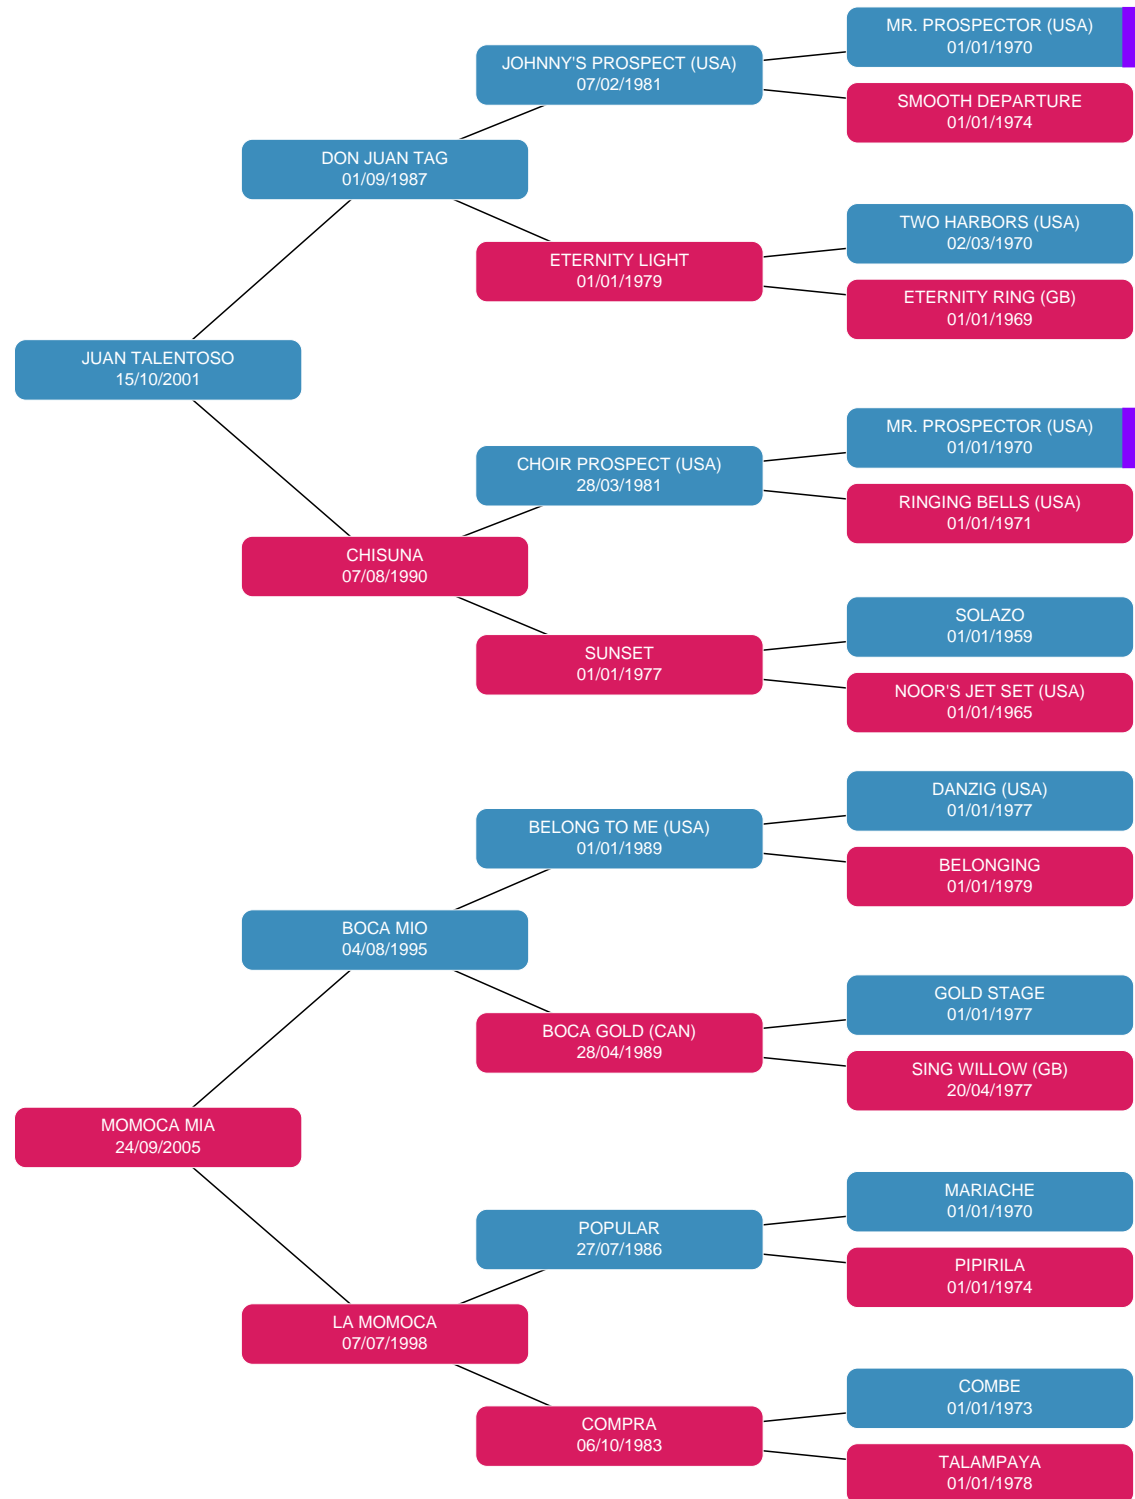 MR. PROSPECTOR (USA)
01/01/1970
JOHNNY'S PROSPECT (USA)
07/02/1981
SMOOTH DEPARTURE
01/01/1974
DON JUAN TAG
01/09/1987
TWO HARBORS (USA)
02/03/1970
ETERNITY LIGHT
01/01/1979
ETERNITY RING (GB)
01/01/1969
JUAN TALENTOSO
15/10/2001
MR. PROSPECTOR (USA)
01/01/1970
CHOIR PROSPECT (USA)
28/03/1981
RINGING BELLS (USA)
01/01/1971
CHISUNA
07/08/1990
SOLAZO
01/01/1959
SUNSET
01/01/1977
NOOR'S JET SET (USA)
01/01/1965
DANZIG (USA)
01/01/1977
BELONG TO ME (USA)
01/01/1989
BELONGING
01/01/1979
BOCA MIO
04/08/1995
GOLD STAGE
01/01/1977
BOCA GOLD (CAN)
28/04/1989
SING WILLOW (GB)
20/04/1977
MOMOCA MIA
24/09/2005
MARIACHE
01/01/1970
POPULAR
27/07/1986
PIPIRILA
01/01/1974
LA MOMOCA
07/07/1998
COMBE
01/01/1973
COMPRA
06/10/1983
TALAMPAYA
01/01/1978